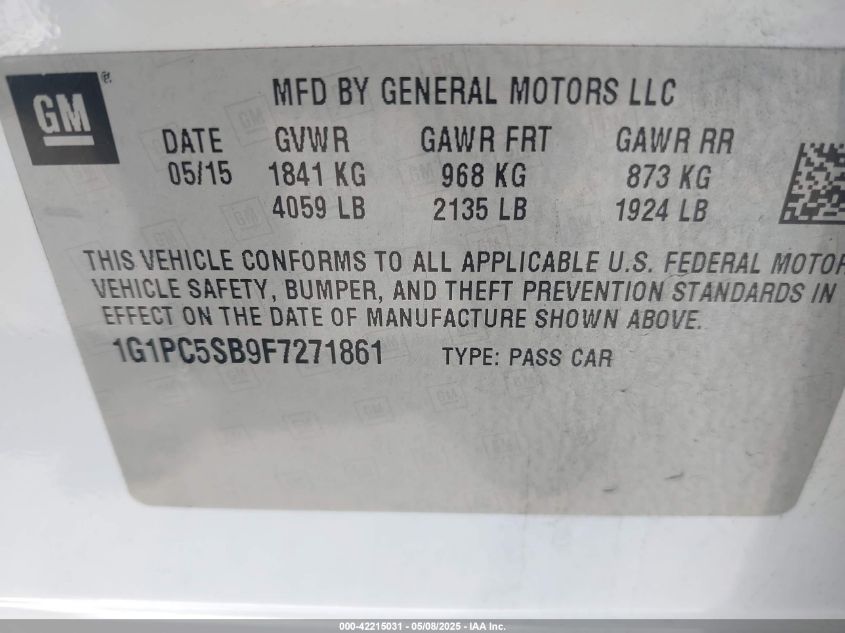 GM
MFD BY GENERAL MOTORS LLC
DATE GVWR GAWR FRT GAWR RR
05/15 1841 KG 968 KG 873 KG
4059 LB 2135 LB 1924 LB
THIS VEHICLE CONFORMS TO ALL APPLICABLE U.S. FEDERAL MOTOR
VEHICLE SAFETY, BUMPER, AND THEFT PREVENTION STANDARDS IN
EFFECT ON THE DATE OF MANUFACTURE SHOWN ABOVE.
1G1PC5SB9F7271861 TYPE: PASS CAR
000-42215031 - 05/08/2025 - IAA Inc.